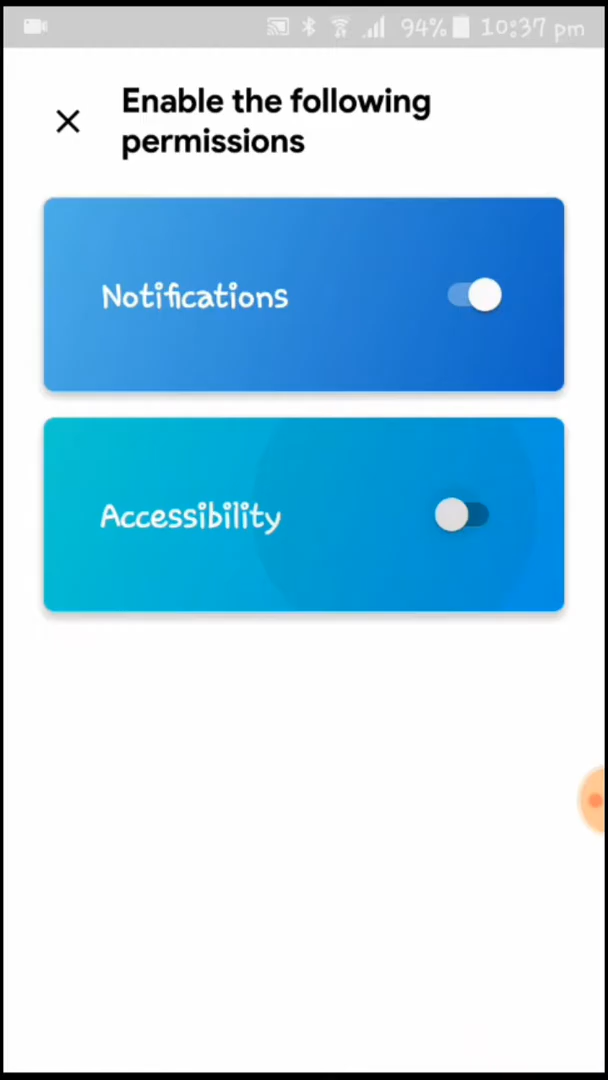 94% 10:37 pm
Enable the following
permissions
Notifications
Accessibility